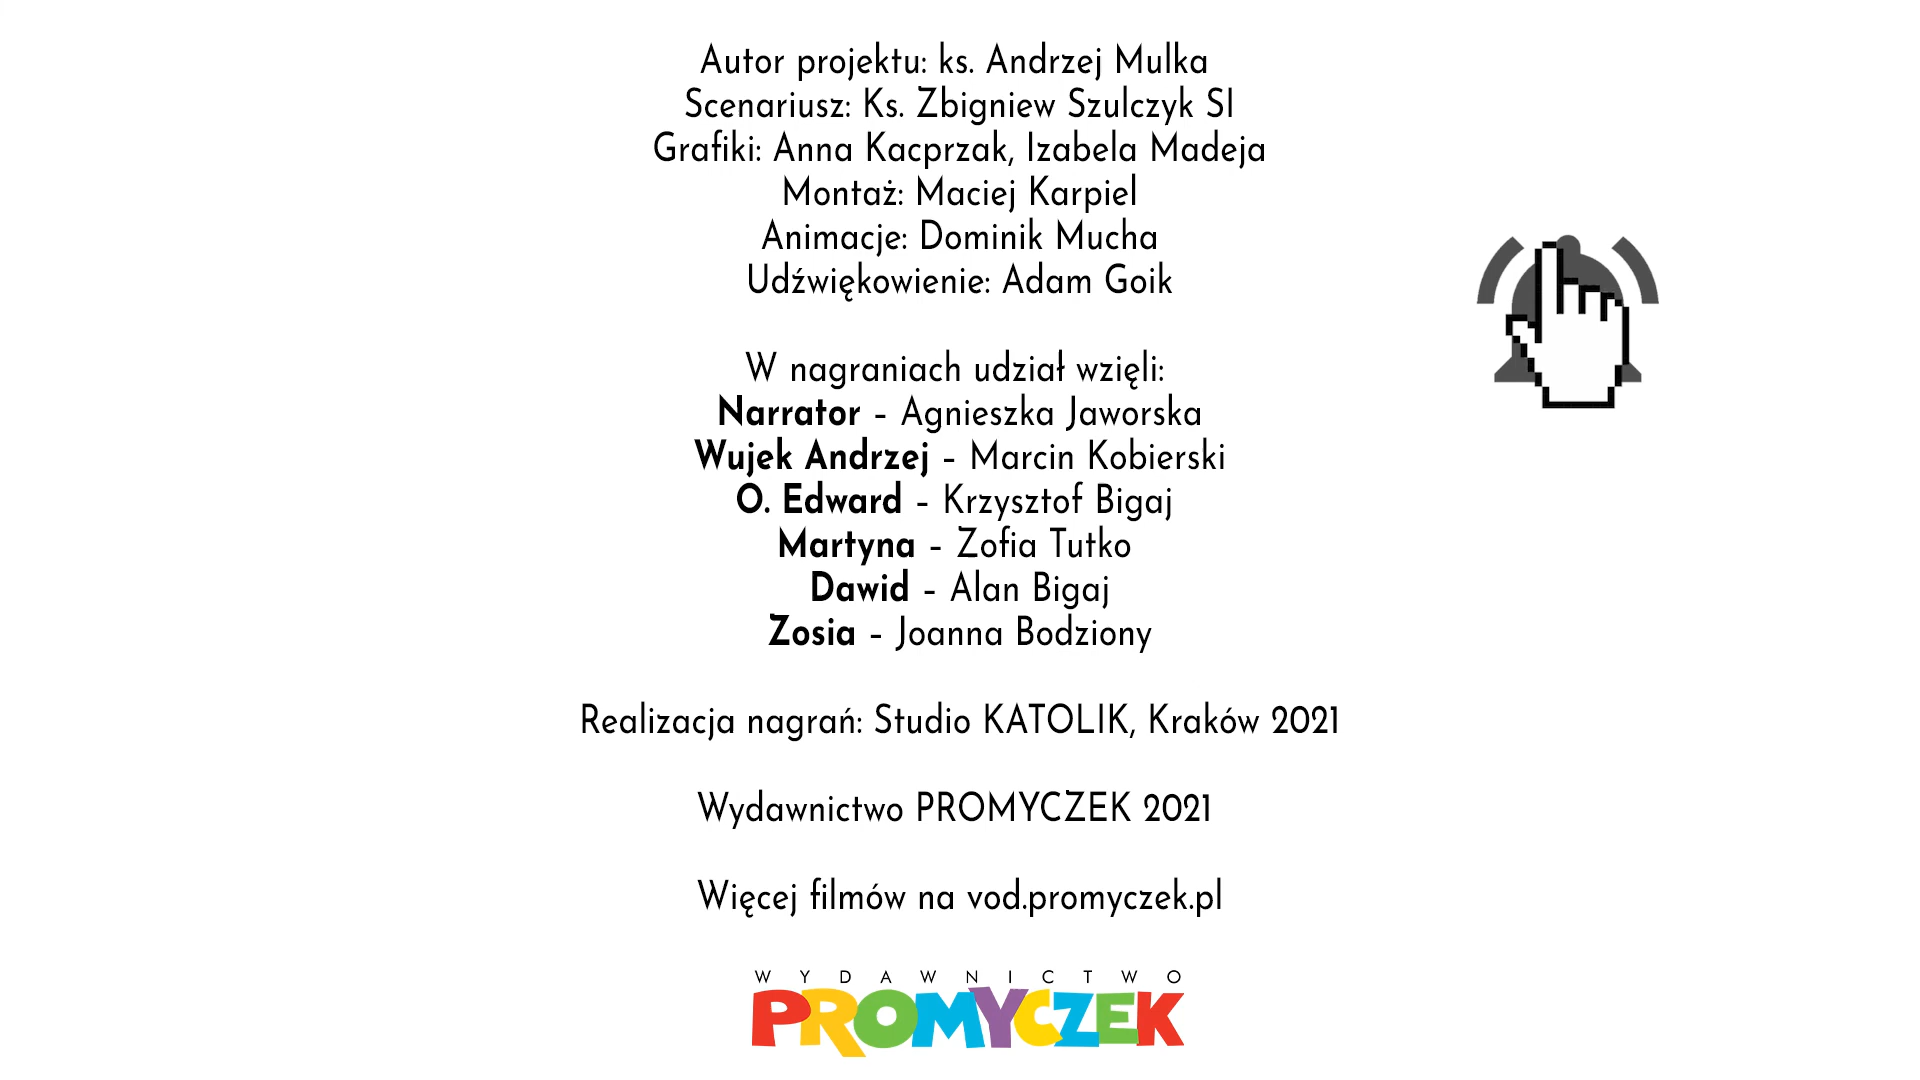 Autor projektu: ks. Andrzej Mulka
Scenariusz: Ks. Zbigniew Szulczyk SI
Grafiki: Anna Kacprzak, Izabela Madeja
Montaż: Maciej Karpiel
Animacje: Dominik Mucha
Udźwiękowienie: Adam Goik
W nagraniach udział wzięli:
Narrator – Agnieszka Jaworska
Wujek Andrzej – Marcin Kobierski
O. Edward – Krzysztof Bigaj
Martyna – Zofia Tutko
Dawid – Alan Bigaj
Zosia – Joanna Bodziony
Realizacja nagrań: Studio KATOLIK, Kraków 2021
Wydawnictwo PROMYCZEK 2021
Więcej filmów na vod.promyczek.pl
WYDAWNICTWO
PROMYCZEK